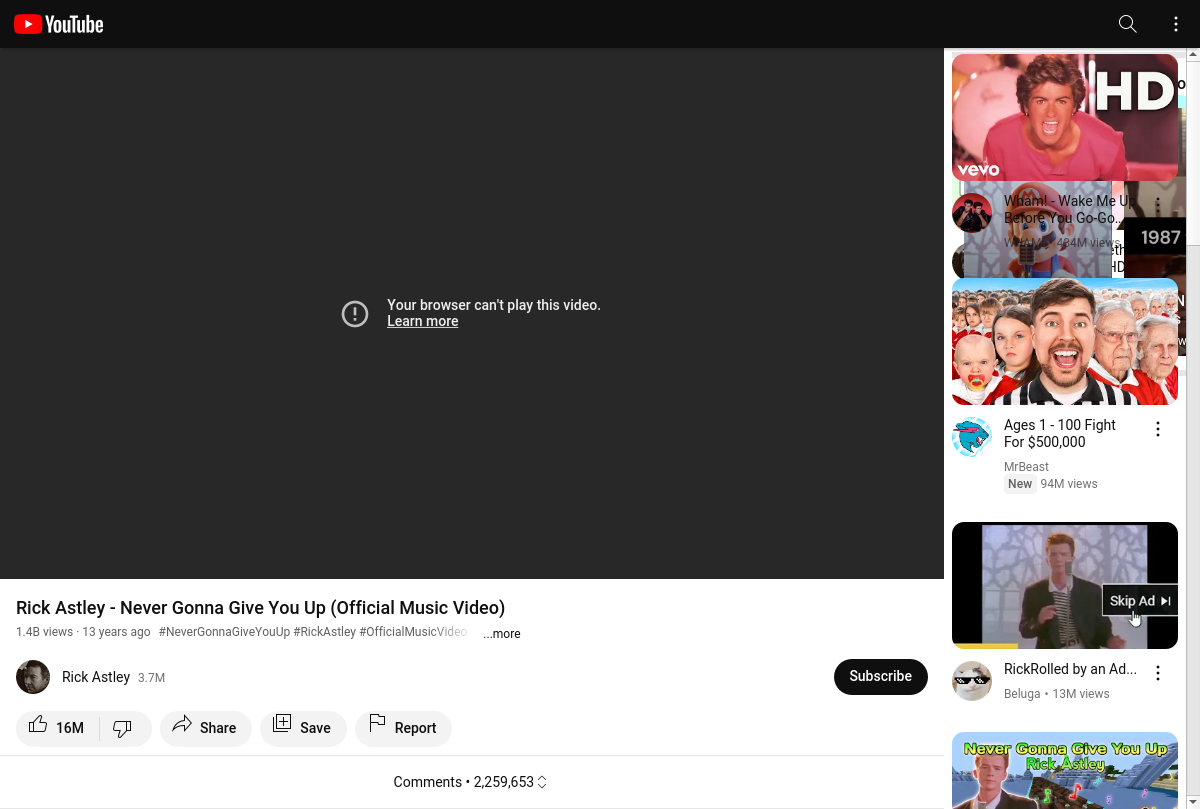 YouTube
Your browser can't play this video.
Learn more
Rick Astley - Never Gonna Give You Up (Official Music Video)
1.4B views · 13 years ago #NeverGonnaGiveYouUp #RickAstley #OfficialMusicVideo ...more
Rick Astley 3.7M
Subscribe
16M
Share
Save
Report
Comments • 2,259,653
HD
vevo
Wham! - Wake Me Up
Before You Go-Go...
484M views
1987
HD
Ages 1 - 100 Fight
For $500,000
MrBeast
New 94M views
Skip Ad
RickRolled by an Ad...
Beluga • 13M views
Never Gonna Give You Up
Rick Astley